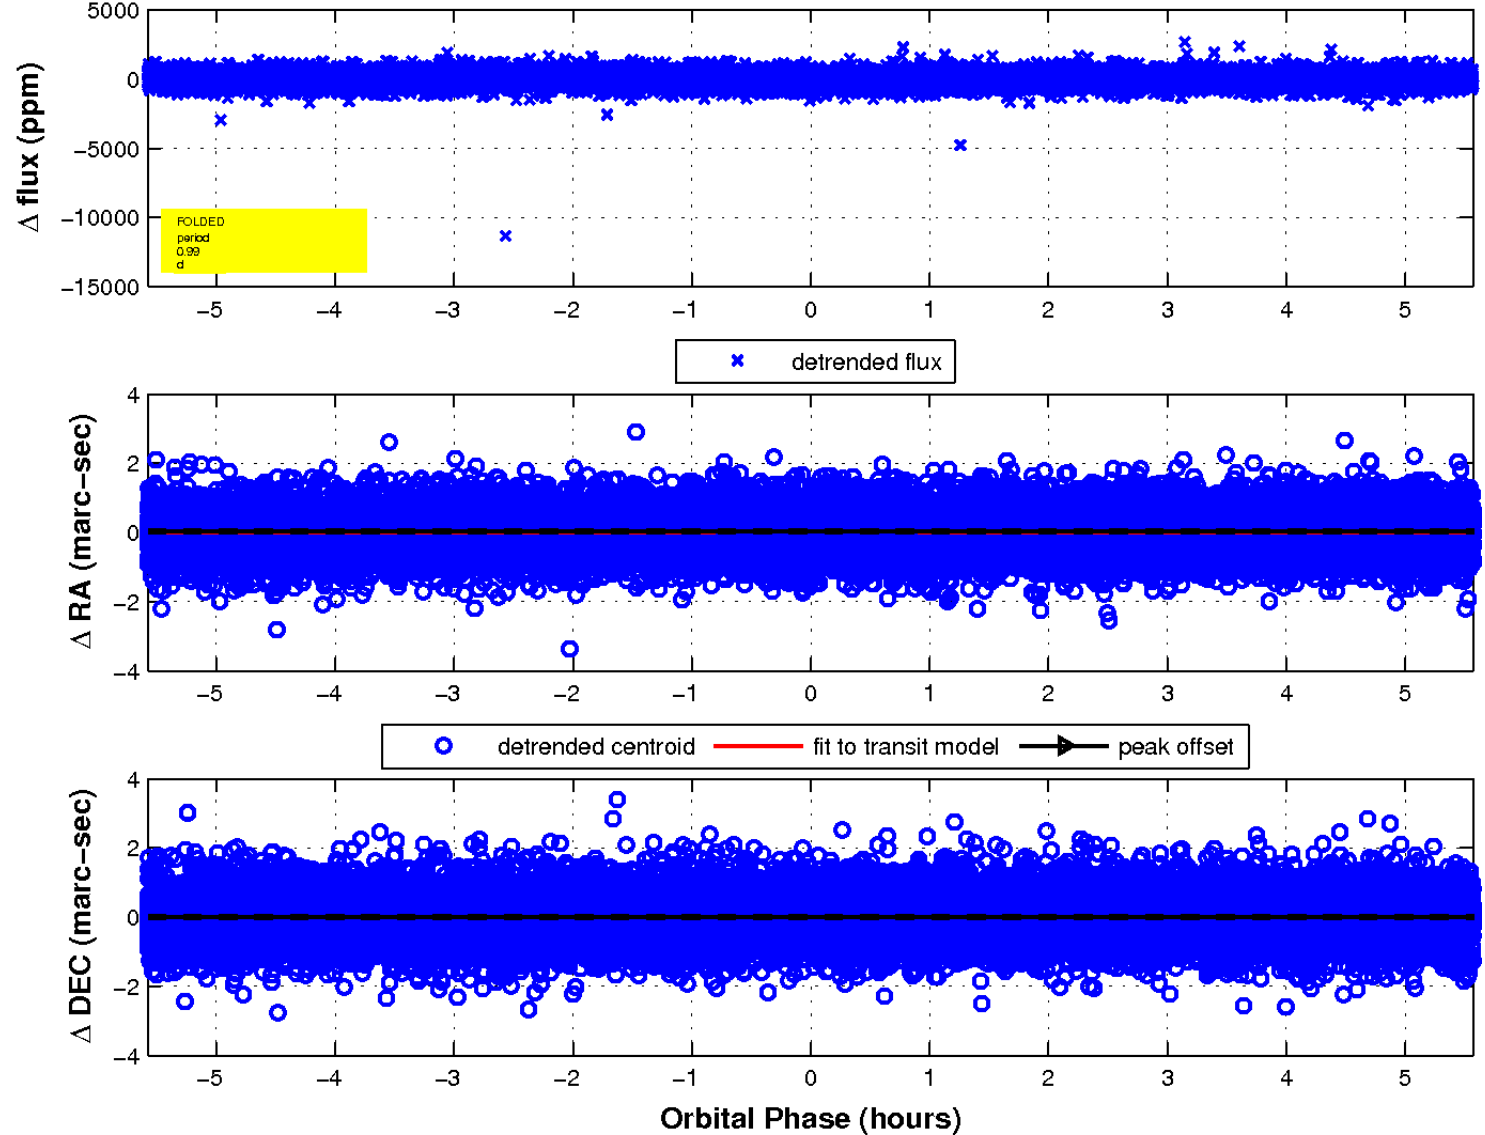 5000
0
−5000
−10000
−15000
Δ flux (ppm)
FOLDED
period
0.99
d
−5 −4 −3 −2 −1 0 1 2 3 4 5
detrended flux
4
2
0
−2
−4
Δ RA (marc−sec)
−5 −4 −3 −2 −1 0 1 2 3 4 5
detrended centroid fit to transit model peak offset
4
2
0
−2
−4
Δ DEC (marc−sec)
−5 −4 −3 −2 −1 0 1 2 3 4 5
Orbital Phase (hours)